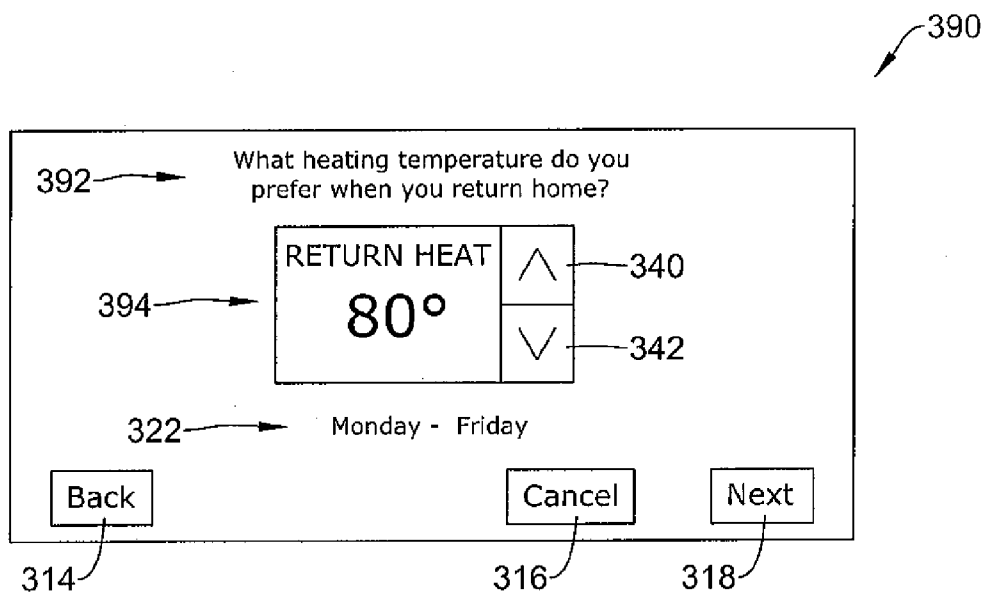 390
392
What heating temperature do you
prefer when you return home?
RETURN HEAT
80°
394
340
342
322
Monday - Friday
Back
Cancel
Next
314
316
318